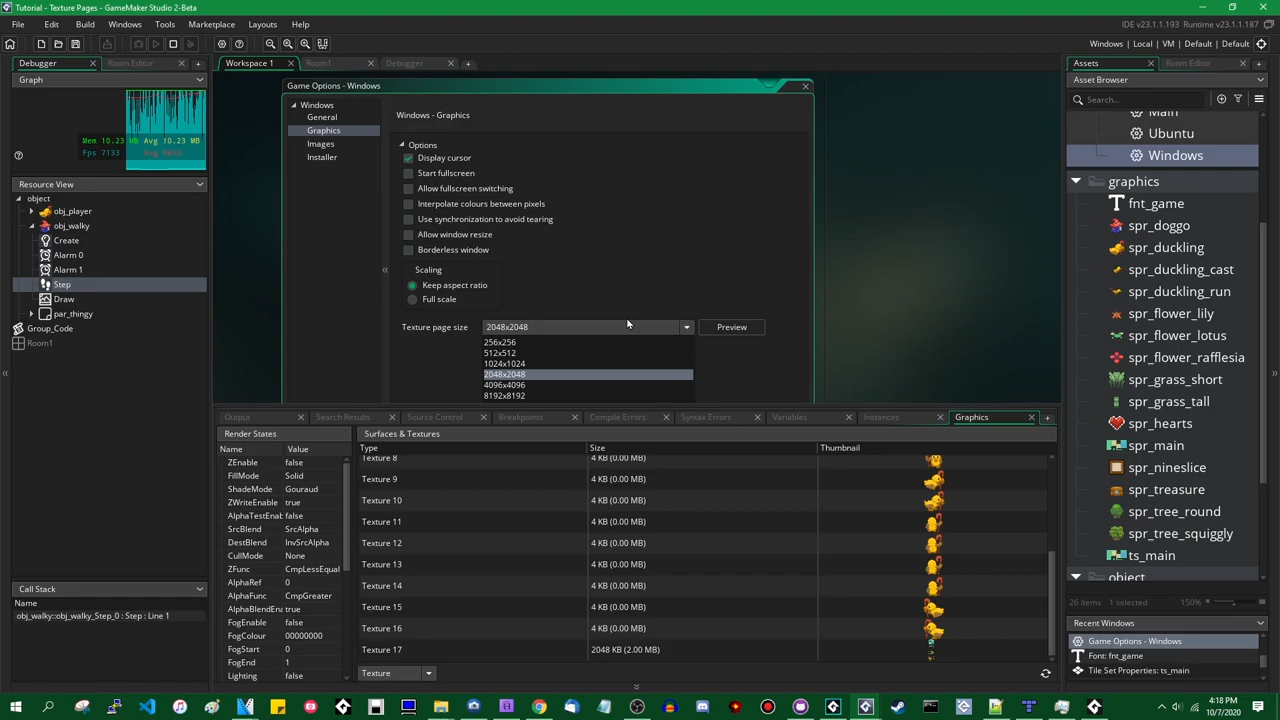 Tutorial - Texture Pages - GameMaker Studio 2-Beta
File Edit Build Windows Tools Marketplace Layouts Help
IDE v23.1.1.193 Runtime v23.1.1.187
Windows | Local | VM | Default | Default
Debugger
Room Editor
Graph
Mem 10.23 MB Avg 10.23 MB
Fps 7133
Resource View
object
obj_player
obj_walky
Create
Alarm 0
Alarm 1
Step
Draw
par_thingy
Group_Code
Room1
Call Stack
Name
obj_walky::obj_walky_Step_0 : Step : Line 1
Workspace 1
Room1
Debugger
Game Options - Windows
Windows
General
Graphics
Images
Installer
Windows - Graphics
Options
Display cursor
Start fullscreen
Allow fullscreen switching
Interpolate colours between pixels
Use synchronization to avoid tearing
Allow window resize
Borderless window
Scaling
Keep aspect ratio
Full scale
Texture page size 2048x2048 Preview
256x256
512x512
1024x1024
2048x2048
4096x4096
8192x8192
Output Search Results Source Control Breakpoints Compile Errors Syntax Errors Variables Instances Graphics
Render States
Name Value
ZEnable false
FillMode Solid
ShadeMode Gouraud
ZWriteEnable true
AlphaTestEnab false
SrcBlend SrcAlpha
DestBlend InvSrcAlpha
CullMode None
ZFunc CmpLessEqual
AlphaRef 0
AlphaFunc CmpGreater
AlphaBlendEna true
FogEnable false
FogColour 00000000
FogStart 0
FogEnd 1
Lighting false
Surfaces & Textures
Type Size Thumbnail
Texture 8 4 KB (0.00 MB)
Texture 9 4 KB (0.00 MB)
Texture 10 4 KB (0.00 MB)
Texture 11 4 KB (0.00 MB)
Texture 12 4 KB (0.00 MB)
Texture 13 4 KB (0.00 MB)
Texture 14 4 KB (0.00 MB)
Texture 15 4 KB (0.00 MB)
Texture 16 4 KB (0.00 MB)
Texture 17 2048 KB (2.00 MB)
Texture
Assets
Room Editor
Asset Browser
Search...
Main
Ubuntu
Windows
graphics
fnt_game
spr_doggo
spr_duckling
spr_duckling_cast
spr_duckling_run
spr_flower_lily
spr_flower_lotus
spr_flower_rafflesia
spr_grass_short
spr_grass_tall
spr_hearts
spr_main
spr_nineslice
spr_treasure
spr_tree_round
spr_tree_squiggly
ts_main
object
26 items 1 selected 150%
Recent Windows
Game Options - Windows
Font: fnt_game
Tile Set Properties: ts_main
4:18 PM
10/7/2020